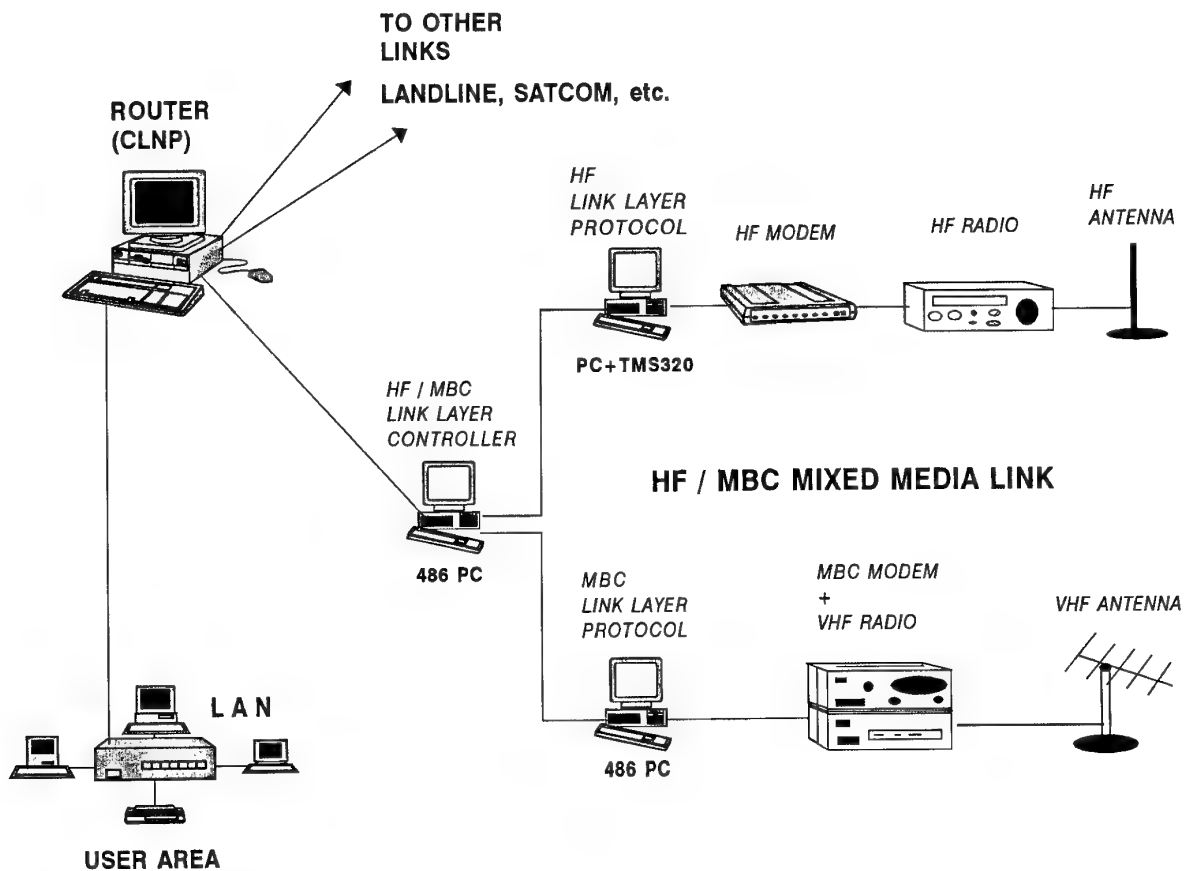 TO OTHER
LINKS
LANDLINE, SATCOM, etc.
ROUTER
(CLNP)
HF
LINK LAYER
PROTOCOL
HF MODEM
HF RADIO
HF
ANTENNA
PC+TMS320
HF / MBC
LINK LAYER
CONTROLLER
486 PC
HF / MBC MIXED MEDIA LINK
MBC
LINK LAYER
PROTOCOL
MBC MODEM
+
VHF RADIO
VHF ANTENNA
486 PC
LAN
USER AREA